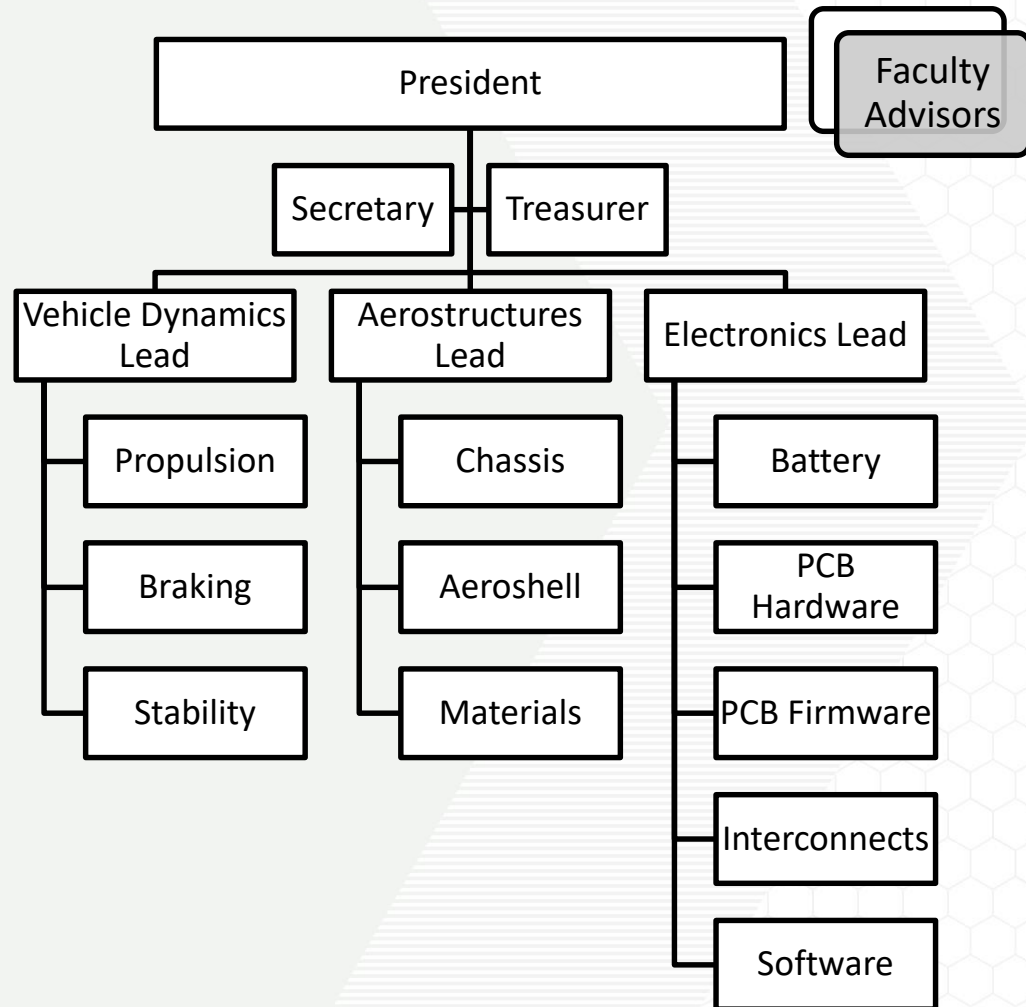 President
Faculty
Advisors
Secretary
Treasurer
Vehicle Dynamics
Lead
Aerostructures
Lead
Electronics Lead
Propulsion
Chassis
Battery
Braking
Aeroshell
PCB
Hardware
Stability
Materials
PCB Firmware
Interconnects
Software